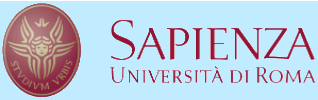 STVDIVM VRBIS
SAPIENZA
UNIVERSITÀ DI ROMA